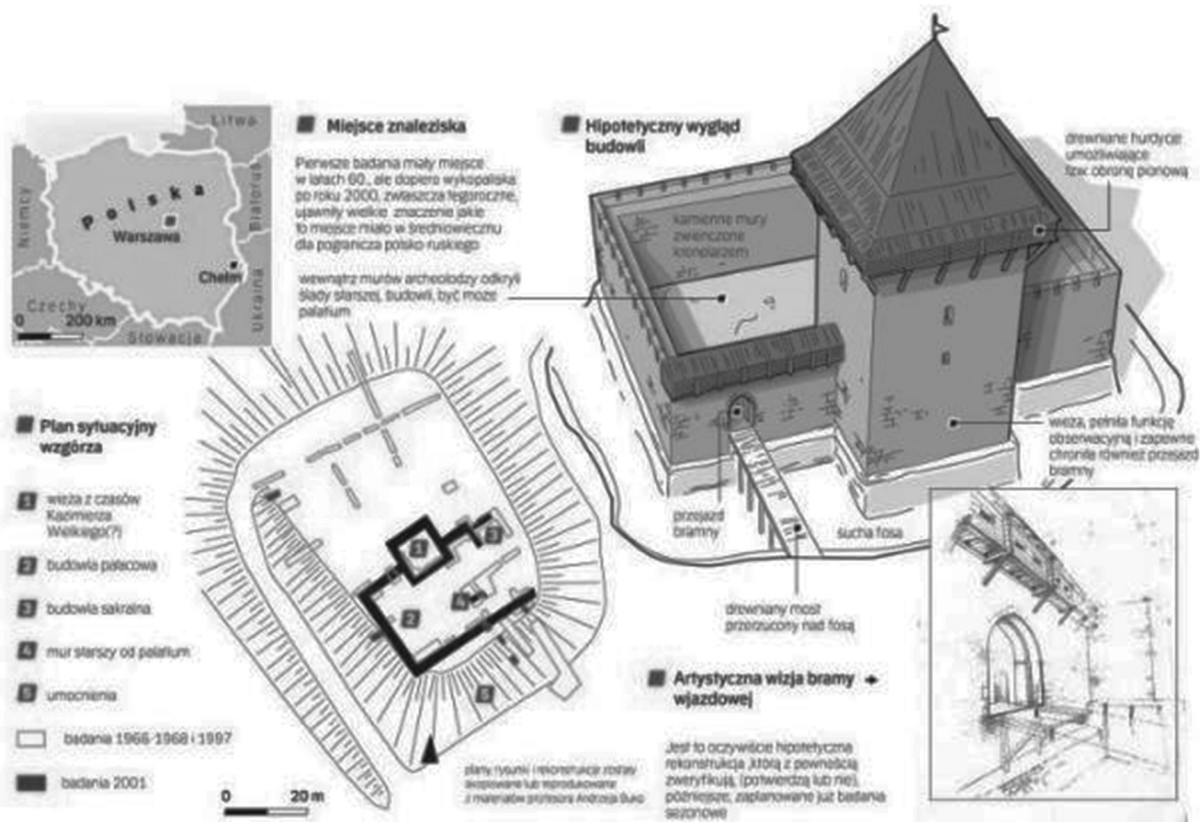 Litwa
Niemcy
Polska
Białoruś
Warszawa
Chełm
Ukraina
Czechy
Słowacja
0 200 km
Miejsce znaleziska
Pierwsze badania miały miejsce
w latach 60., ale dopiero wykopaliska
po roku 2000, zwłaszcza tegoroczne,
ujawniły wielkie znaczenie jakie
to miejsce miało w średniowieczu
dla pogranicza polsko-ruskiego
wewnątrz murów archeolodzy odkryli
ślady starszej, budowli, być może
palatium
Hipotetyczny wygląd
budowli
kamienne mury
zwieńczone
krenelażem
drewniane hurdycje
umożliwiające
tzw. obronę pionową
wieża, pełniła funkcję
obserwacyjną i zapewne
chroniła również przejazd
bramny
przejazd
bramny
sucha fosa
drewniany most
przerzucony nad fosą
Plan sytuacyjny
wzgórza
1 wieża z czasów
Kazimierza
Wielkiego(?)
2 budowla pałacowa
3 budowla sakralna
4 mur starszy od palatium
5 umocnienia
badania 1966-1968 i 1997
badania 2001
1
3
2
4
5
0 20 m
plany, rysunki i rekonstrukcje zostały
skopiowane lub reprodukowane
z materiałów profesora Andrzeja Buko
Artystyczna wizja bramy
wjazdowej
Jest to oczywiście hipotetyczna
rekonstrukcja ,którą z pewnością
zweryfikują, (potwierdzą lub nie),
późniejsze, zaplanowane już badania
sezonowe